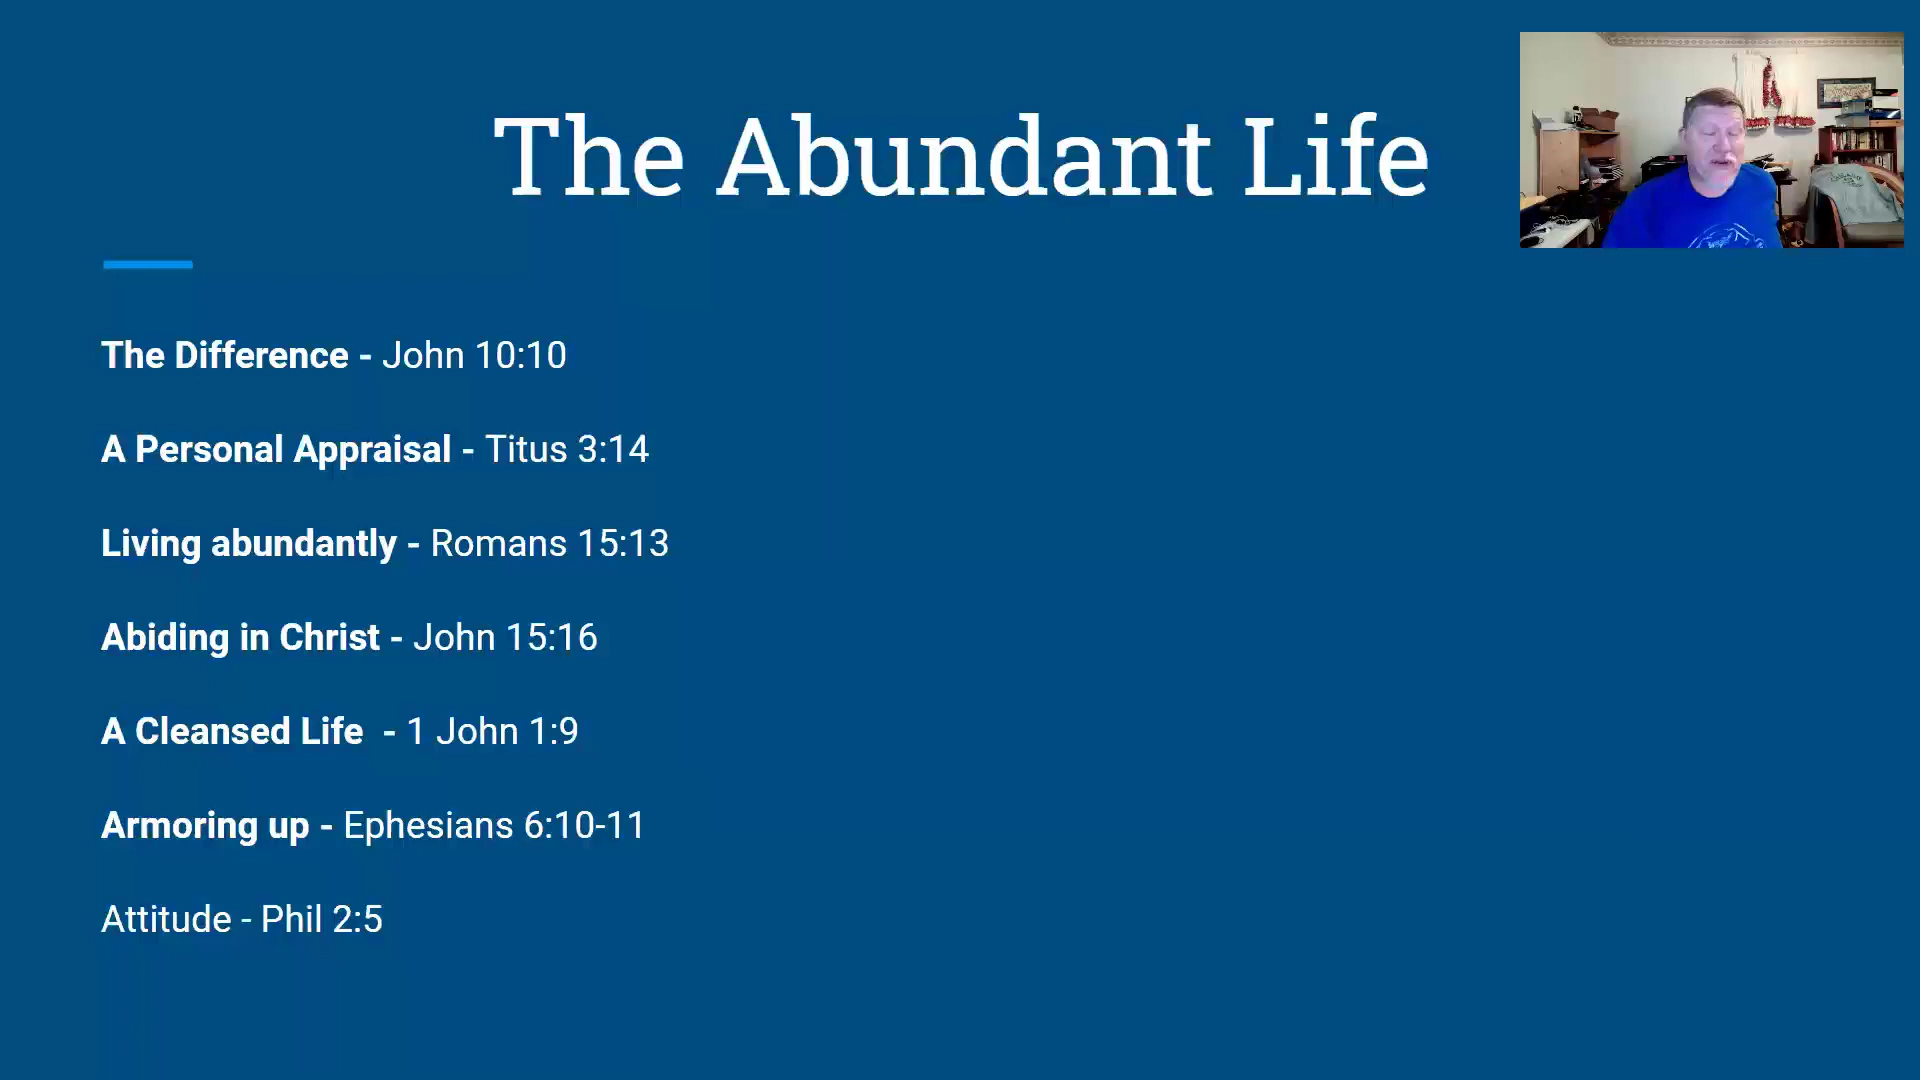 The Abundant Life
The Difference - John 10:10
A Personal Appraisal - Titus 3:14
Living abundantly - Romans 15:13
Abiding in Christ - John 15:16
A Cleansed Life  - 1 John 1:9
Armoring up - Ephesians 6:10-11
Attitude - Phil 2:5